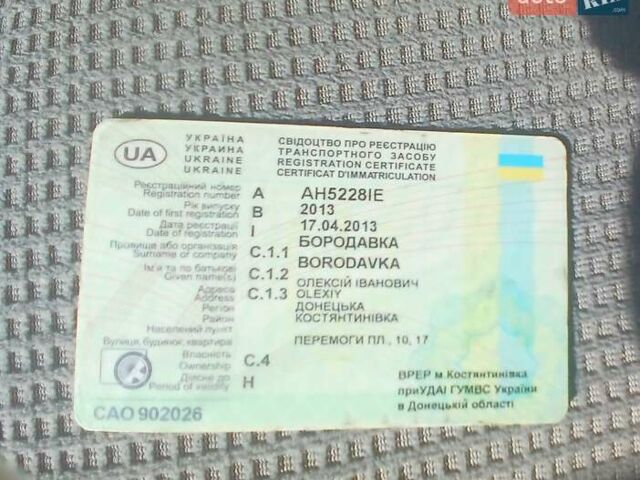 auto RIA
UA
УКРАЇНА
УКРАИНА
UKRAINE
UKRAINE
СВІДОЦТВО ПРО РЕЄСТРАЦІЮ
ТРАНСПОРТНОГО ЗАСОБУ
REGISTRATION CERTIFICATE
CERTIFICAT D'IMMATRICULATION
Реєстраційний номер
Registration number A AH5228IE
Рік випуску
Date of first registration B 2013
Дата реєстрації
Date of registration I 17.04.2013
Прізвище або організація
Surname or company C.1.1 БОРОДАВКА
BORODAVKA
Ім'я та по батькові
Given name(s) C.1.2 ОЛЕКСІЙ ІВАНОВИЧ
OLEXIY
Адреса
Address C.1.3
Регіон ДОНЕЦЬКА
Район КОСТЯНТИНІВКА
Населений пункт
Вулиця, будинок, квартира ПЕРЕМОГИ ПЛ., 10, 17
Власність
Ownership C.4
Дійсне до
Period of validity H
ВРЕР м.Костянтинівка
приУДАІ ГУМВС України
в Донецькій області
САО 902026